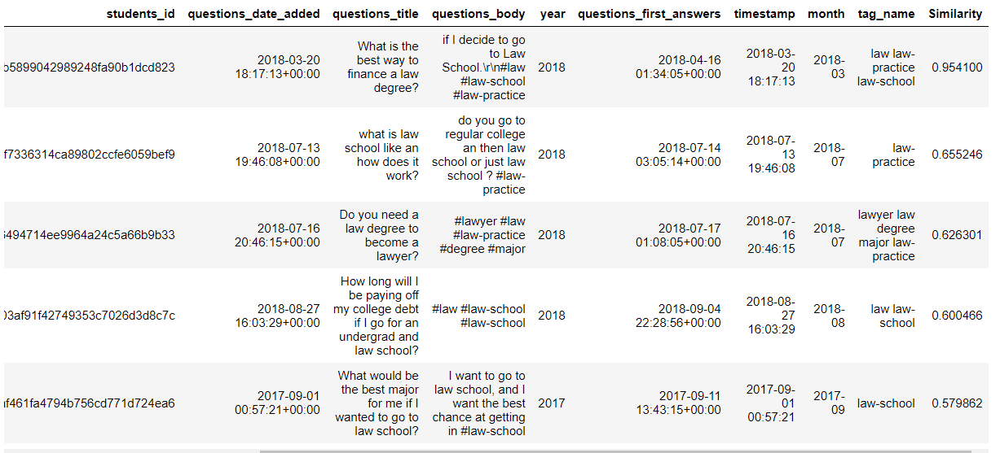 students_id questions_date_added questions_title questions_body year questions_first_answers timestamp month tag_name Similarity
b5899042989248fa90b1dcd823
2018-03-20
18:17:13+00:00
What is the
best way to
finance a law
degree?
if I decide to go
to Law
School.\r\n#law
#law-school
#law-practice
2018
2018-04-16
01:34:05+00:00
2018-03-
20
18:17:13
2018-
03
law law-
practice
law-school
0.954100
f7336314ca89802ccfe6059bef9
2018-07-13
19:46:08+00:00
what is law
school like an
how does it
work?
do you go to
regular college
an then law
school or just law
school ? #law-
practice
2018
2018-07-14
03:05:14+00:00
2018-07-
13
19:46:08
2018-
07
law-
practice
0.655246
6494714ee9964a24c5a66b9b33
2018-07-16
20:46:15+00:00
Do you need a
law degree to
become a
lawyer?
#lawyer #law
#law-practice
#degree #major
2018
2018-07-17
01:08:05+00:00
2018-07-
16
20:46:15
2018-
07
lawyer law
degree
major law-
practice
0.626301
03af91f42749353c7026d3d8c7c
2018-08-27
16:03:29+00:00
How long will I
be paying off
my college debt
if I go for an
undergrad and
law school?
#law #law-school
#law-school
2018
2018-09-04
22:28:56+00:00
2018-08-
27
16:03:29
2018-
08
law law-
school
0.600466
af461fa4794b756cd771d724ea6
2017-09-01
00:57:21+00:00
What would be
the best major
for me if I
wanted to go to
law school?
I want to go to
law school, and I
want the best
chance at getting
in #law-school
2017
2017-09-11
13:43:15+00:00
2017-09-
01
00:57:21
2017-
09
law-school
0.579862